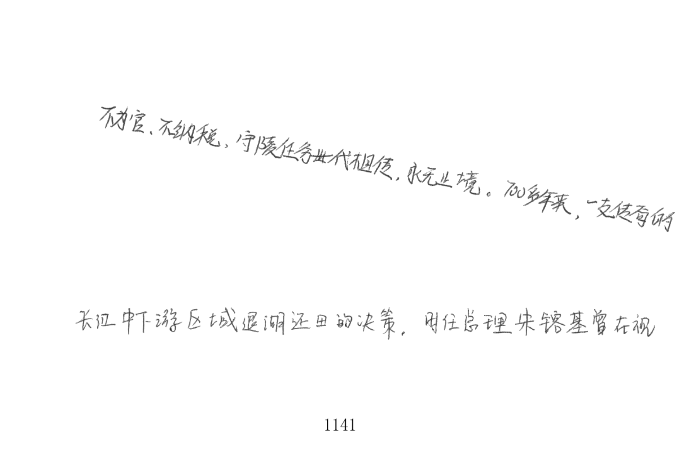 不为官、不纳税,守陵任务世代相传,永无止境。700多年来,一支传奇的
长江中下游区域退湖还田的决策,时任总理朱镕基曾在视
1141